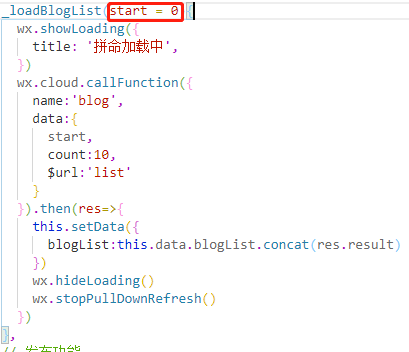 _loadBlogList(start = 0) {
wx.showLoading({
title: '拼命加载中',
})
wx.cloud.callFunction({
name:'blog',
data:{
start,
count:10,
$url:'list'
}
}).then(res=>{
this.setData({
blogList:this.data.blogList.concat(res.result)
})
wx.hideLoading()
wx.stopPullDownRefresh()
})
},
// 发布功能